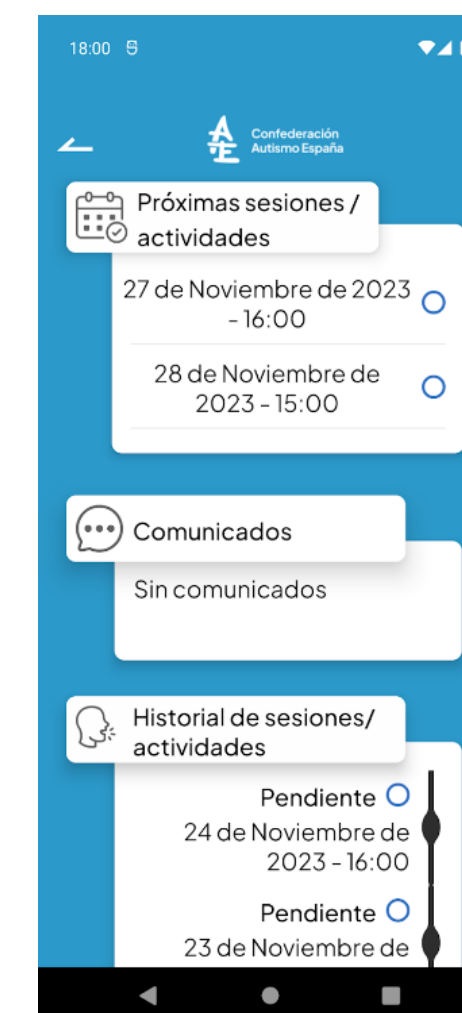 18:00
Confederación
Autismo España
Próximas sesiones /
actividades
27 de Noviembre de 2023
- 16:00
28 de Noviembre de
2023 - 15:00
Comunicados
Sin comunicados
Historial de sesiones/
actividades
Pendiente
24 de Noviembre de
2023 - 16:00
Pendiente
23 de Noviembre de